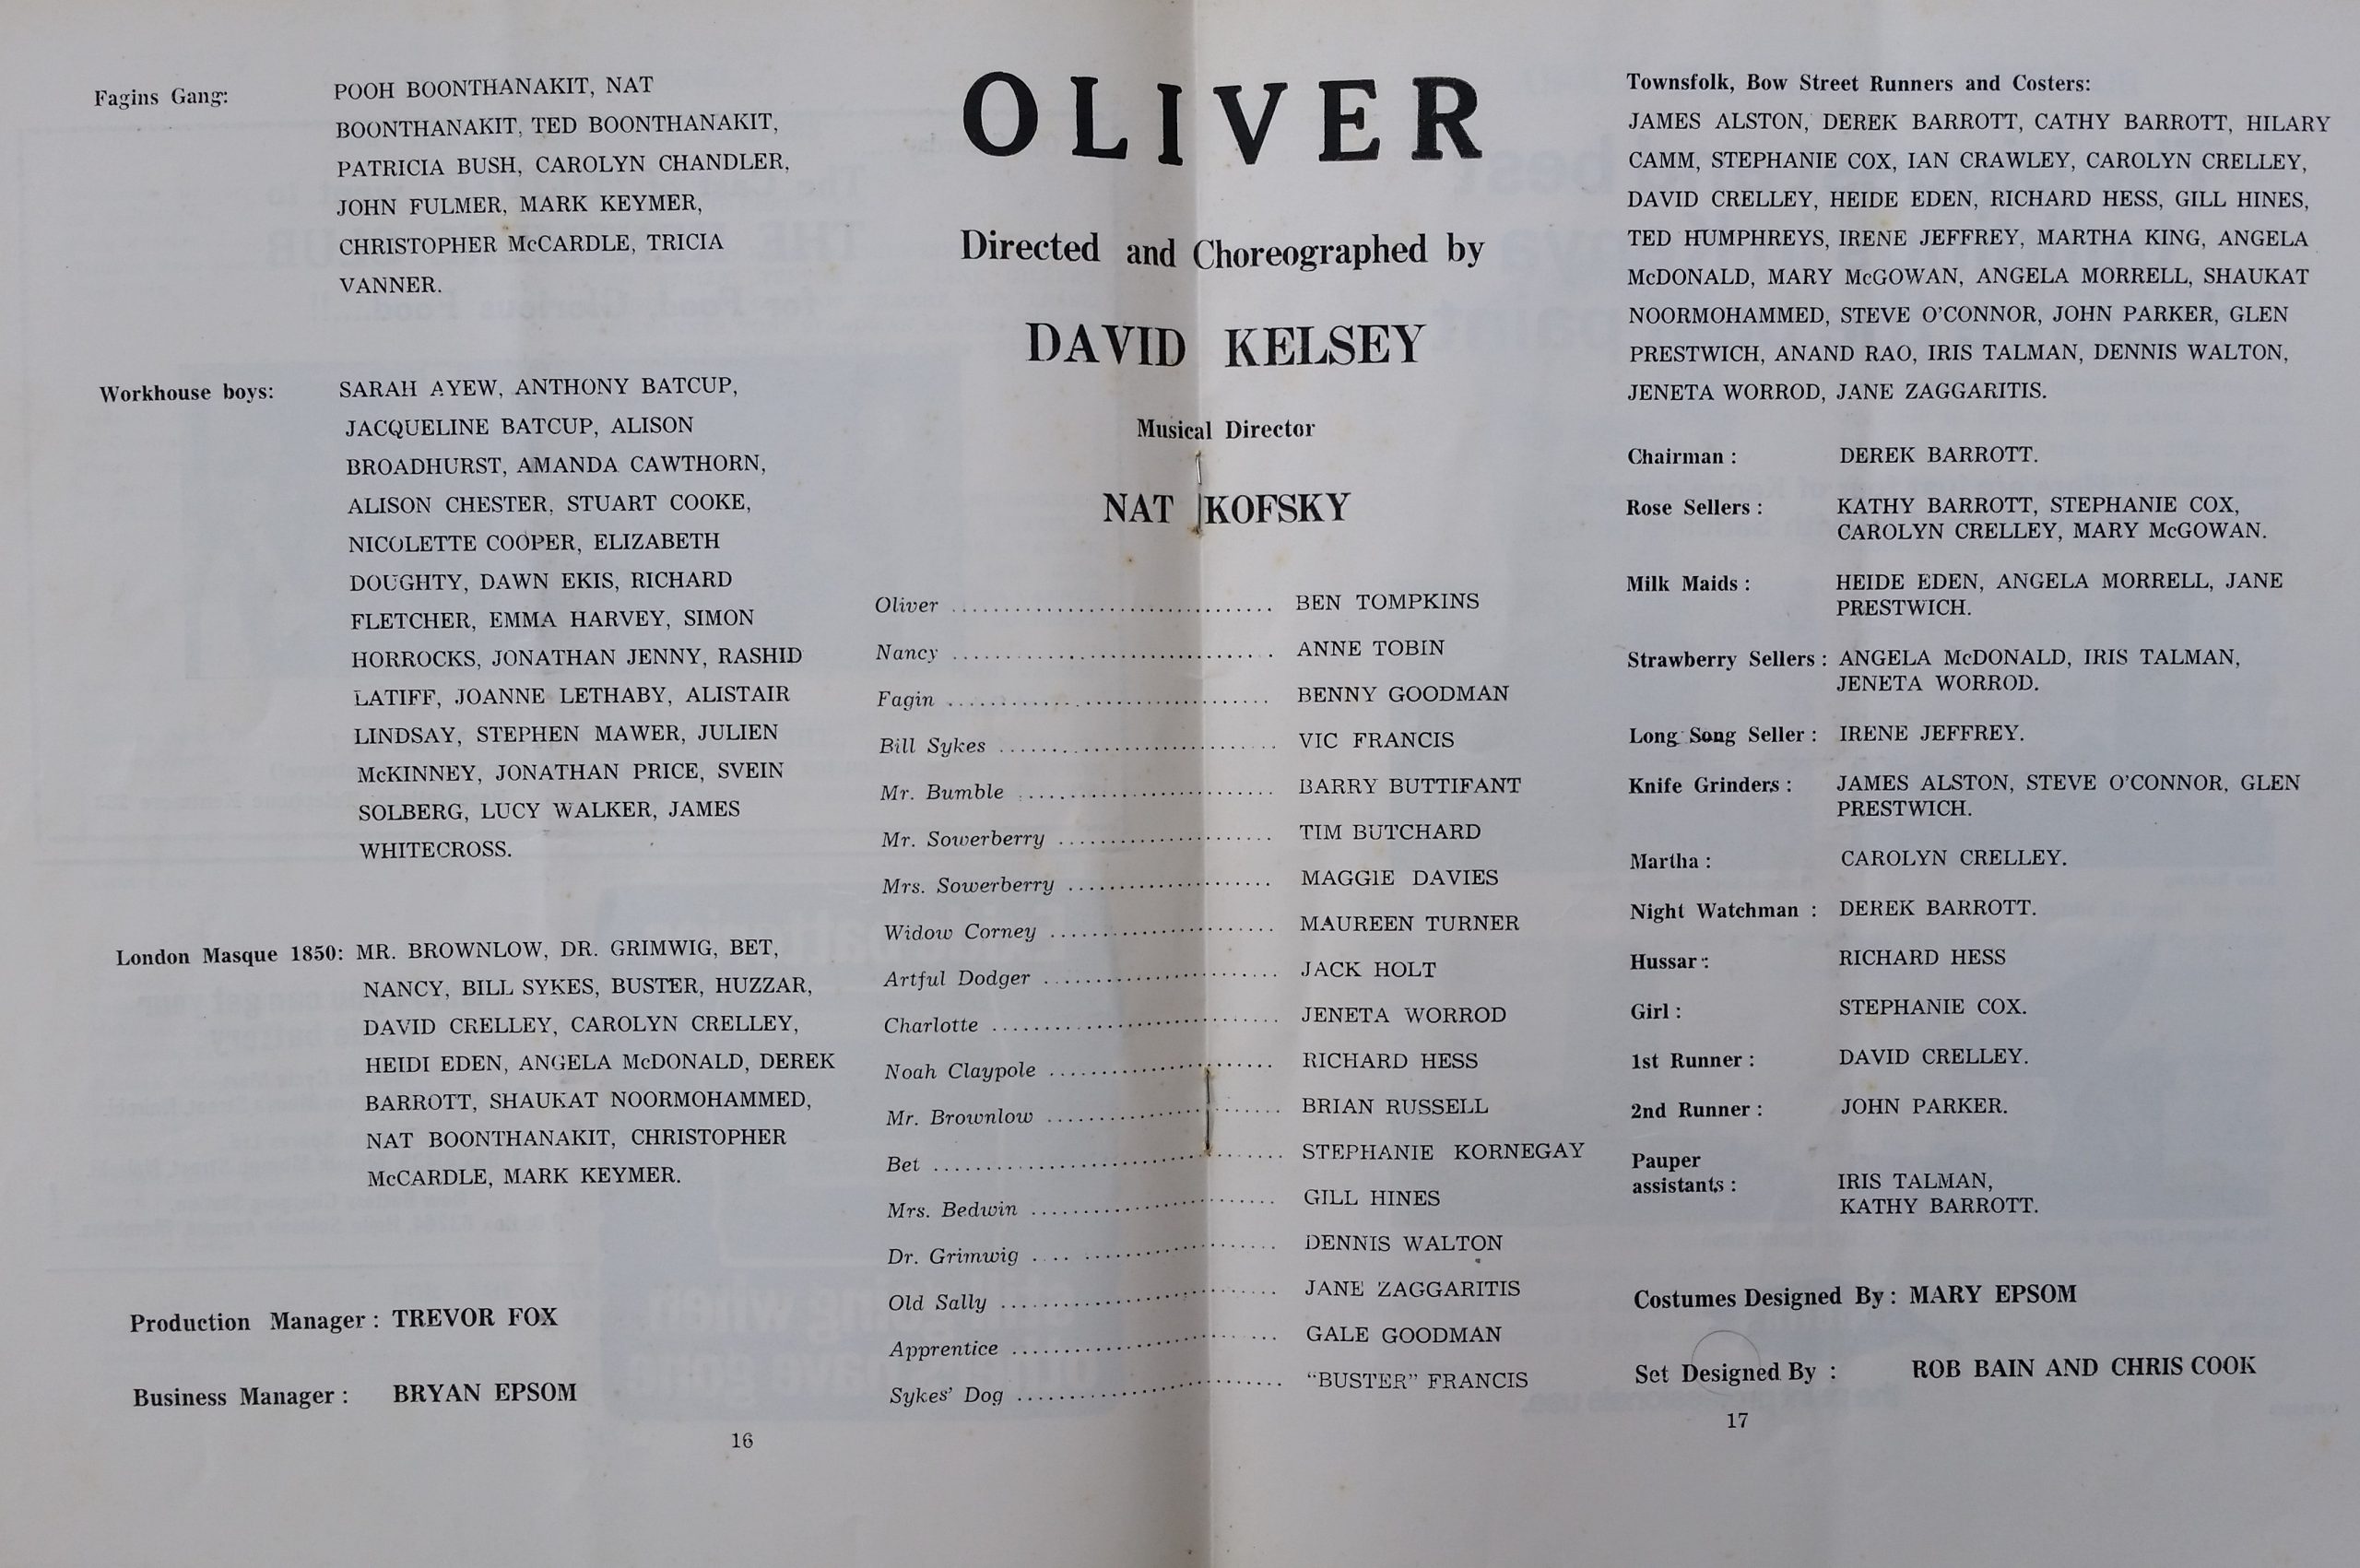 Fagins Gang: POOH BOONTHANAKIT, NAT
BOONTHANAKIT, TED BOONTHANAKIT,
PATRICIA BUSH, CAROLYN CHANDLER,
JOHN FULMER, MARK KEYMER,
CHRISTOPHER McCARDLE, TRICIA
VANNER.
Workhouse boys: SARAH AYEW, ANTHONY BATCUP,
JACQUELINE BATCUP, ALISON
BROADHURST, AMANDA CAWTHORN,
ALISON CHESTER, STUART COOKE,
NICOLETTE COOPER, ELIZABETH
DOUGHTY, DAWN EKIS, RICHARD
FLETCHER, EMMA HARVEY, SIMON
HORROCKS, JONATHAN JENNY, RASHID
LATIFF, JOANNE LETHABY, ALISTAIR
LINDSAY, STEPHEN MAWER, JULIEN
McKINNEY, JONATHAN PRICE, SVEIN
SOLBERG, LUCY WALKER, JAMES
WHITECROSS.
London Masque 1850: MR. BROWNLOW, DR. GRIMWIG, BET,
NANCY, BILL SYKES, BUSTER, HUZZAR,
DAVID CRELLEY, CAROLYN CRELLEY,
HEIDI EDEN, ANGELA McDONALD, DEREK
BARROTT, SHAUKAT NOORMOHAMMED,
NAT BOONTHANAKIT, CHRISTOPHER
McCARDLE, MARK KEYMER.
Production Manager: TREVOR FOX
Business Manager: BRYAN EPSOM
16
OLIVER
Directed and Choreographed by
DAVID KELSEY
Musical Director
NAT KOFSKY
Oliver .............................. BEN TOMPKINS
Nancy .............................. ANNE TOBIN
Fagin .............................. BENNY GOODMAN
Bill Sykes .............................. VIC FRANCIS
Mr. Bumble .............................. BARRY BUTTIFANT
Mr. Sowerberry .............................. TIM BUTCHARD
Mrs. Sowerberry .............................. MAGGIE DAVIES
Widow Corney .............................. MAUREEN TURNER
Artful Dodger .............................. JACK HOLT
Charlotte .............................. JENETA WORROD
Noah Claypole .............................. RICHARD HESS
Mr. Brownlow .............................. BRIAN RUSSELL
Bet .............................. STEPHANIE KORNEGAY
Mrs. Bedwin .............................. GILL HINES
Dr. Grimwig .............................. DENNIS WALTON
Old Sally .............................. JANE ZAGGARITIS
Apprentice .............................. GALE GOODMAN
Sykes' Dog .............................. "BUSTER" FRANCIS
Townsfolk, Bow Street Runners and Costers:
JAMES ALSTON, DEREK BARROTT, CATHY BARROTT, HILARY
CAMM, STEPHANIE COX, IAN CRAWLEY, CAROLYN CRELLEY,
DAVID CRELLEY, HEIDE EDEN, RICHARD HESS, GILL HINES,
TED HUMPHREYS, IRENE JEFFREY, MARTHA KING, ANGELA
McDONALD, MARY McGOWAN, ANGELA MORRELL, SHAUKAT
NOORMOHAMMED, STEVE O'CONNOR, JOHN PARKER, GLEN
PRESTWICH, ANAND RAO, IRIS TALMAN, DENNIS WALTON,
JENETA WORROD, JANE ZAGGARITIS.
Chairman : DEREK BARROTT.
Rose Sellers : KATHY BARROTT, STEPHANIE COX,
CAROLYN CRELLEY, MARY McGOWAN.
Milk Maids : HEIDE EDEN, ANGELA MORRELL, JANE
PRESTWICH.
Strawberry Sellers : ANGELA McDONALD, IRIS TALMAN,
JENETA WORROD.
Long Song Seller : IRENE JEFFREY.
Knife Grinders : JAMES ALSTON, STEVE O'CONNOR, GLEN
PRESTWICH.
Martha : CAROLYN CRELLEY.
Night Watchman : DEREK BARROTT.
Hussar : RICHARD HESS
Girl : STEPHANIE COX.
1st Runner : DAVID CRELLEY.
2nd Runner : JOHN PARKER.
Pauper
assistants : IRIS TALMAN,
KATHY BARROTT.
Costumes Designed By : MARY EPSOM
Set Designed By : ROB BAIN AND CHRIS COOK
17